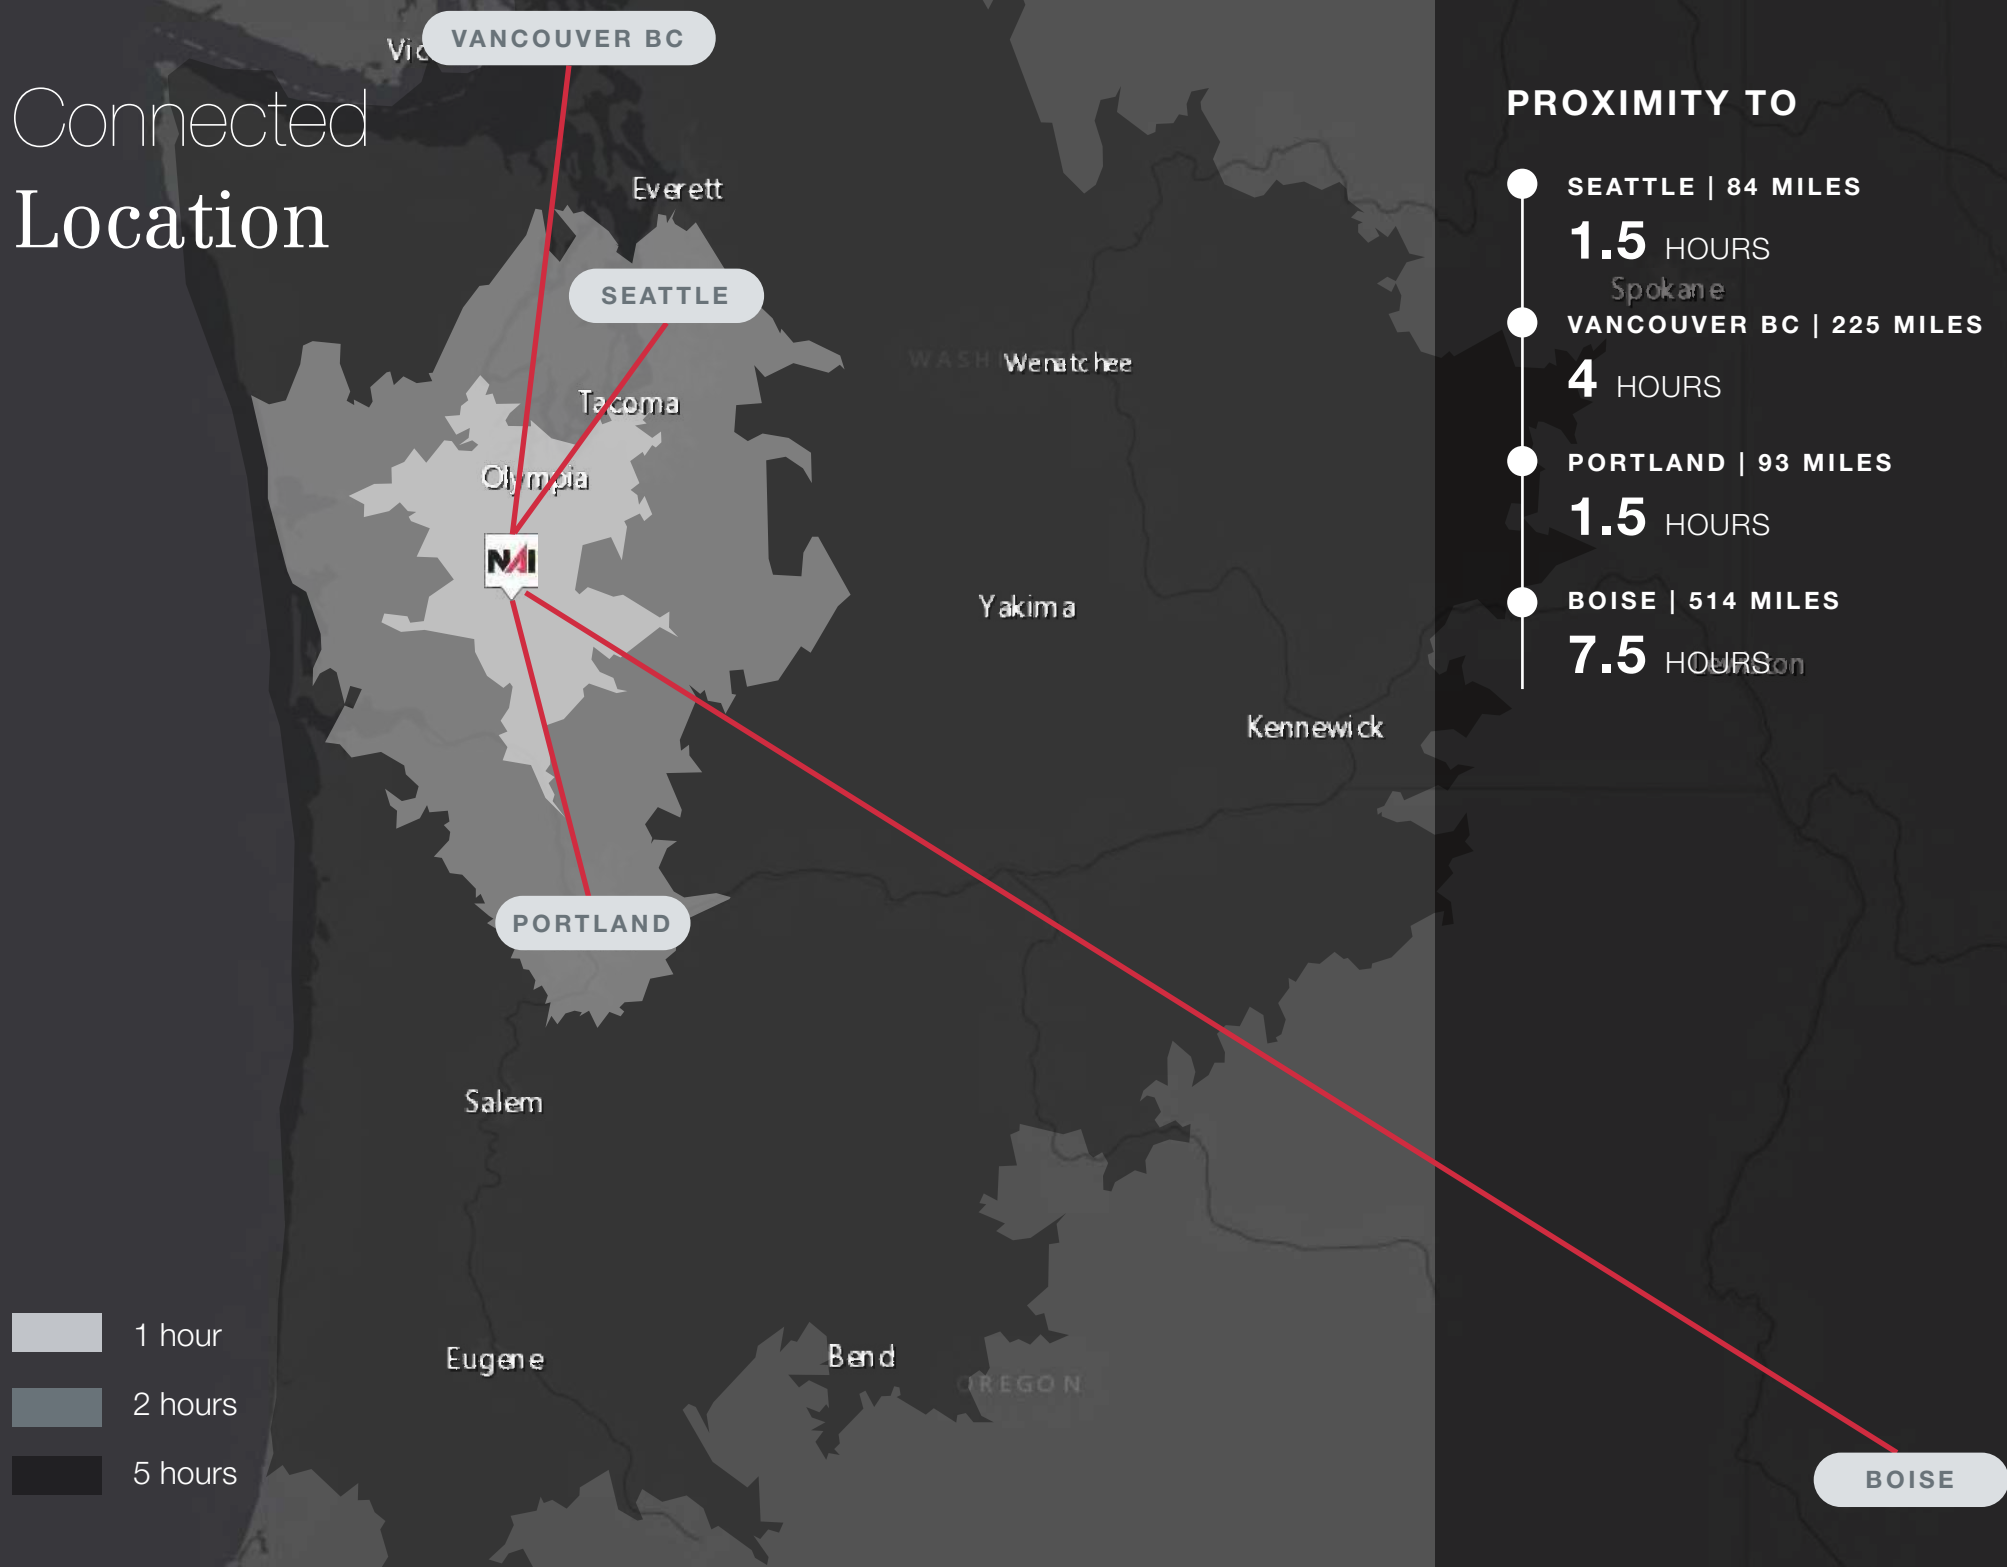 Connected
Location
VANCOUVER BC
Everett
SEATTLE
Wenatchee
Tacoma
Olympia
NAI
Yakima
Kennewick
PORTLAND
Salem
Eugene
Bend
OREGON
BOISE
1 hour
2 hours
5 hours
PROXIMITY TO
SEATTLE | 84 MILES
1.5 HOURS
Spokane
VANCOUVER BC | 225 MILES
4 HOURS
PORTLAND | 93 MILES
1.5 HOURS
BOISE | 514 MILES
7.5 HOURS